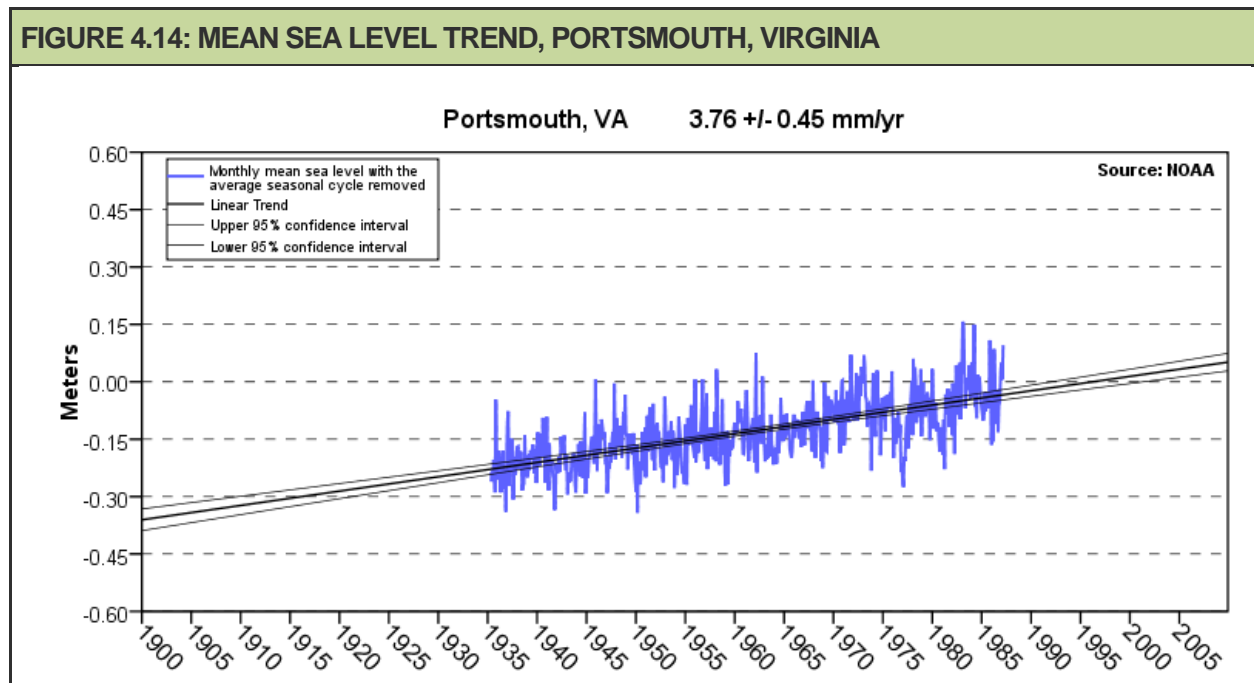 FIGURE 4.14: MEAN SEA LEVEL TREND, PORTSMOUTH, VIRGINIA
Portsmouth, VA 3.76 +/- 0.45 mm/yr
Source: NOAA
Monthly mean sea level with the
average seasonal cycle removed
Linear Trend
Upper 95% confidence interval
Lower 95% confidence interval
Meters
0.60
0.45
0.30
0.15
0.00
-0.15
-0.30
-0.45
-0.60
1900 1905 1910 1915 1920 1925 1930 1935 1940 1945 1950 1955 1960 1965 1970 1975 1980 1985 1990 1995 2000 2005